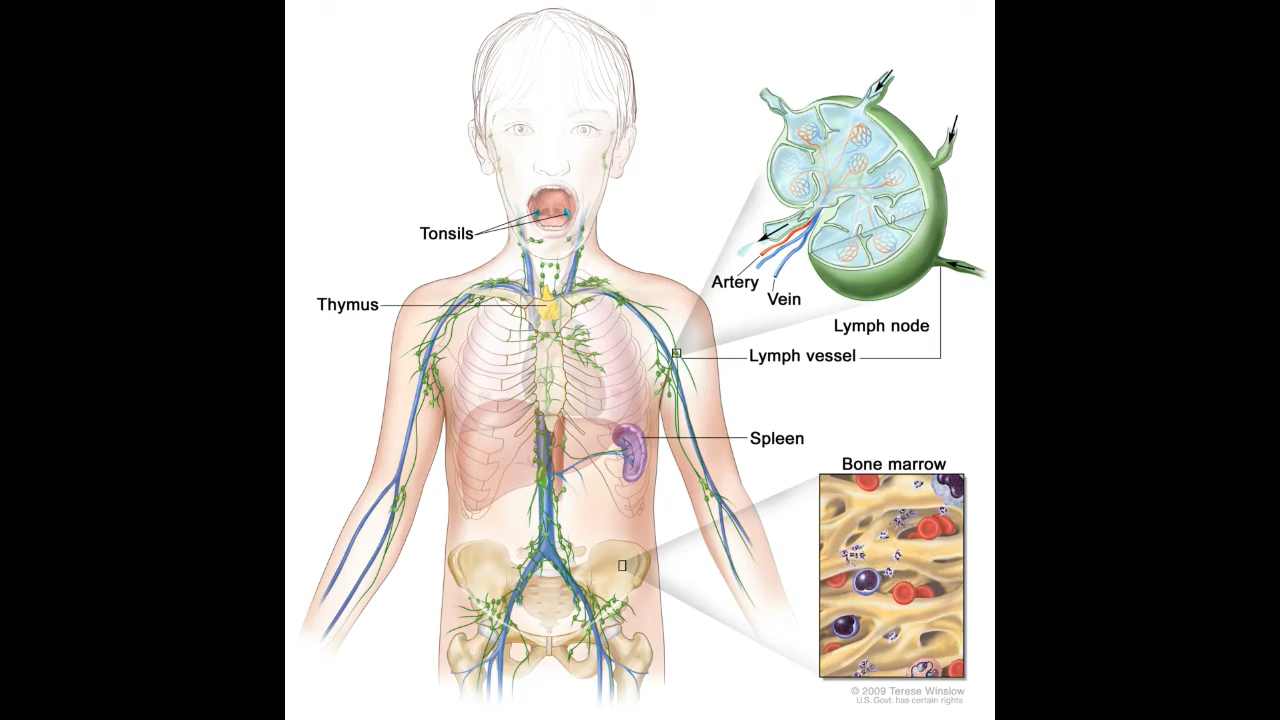 Tonsils
Thymus
Artery
Vein
Lymph node
Lymph vessel
Spleen
Bone marrow
© 2009 Terese Winslow
U.S. Govt. has certain rights